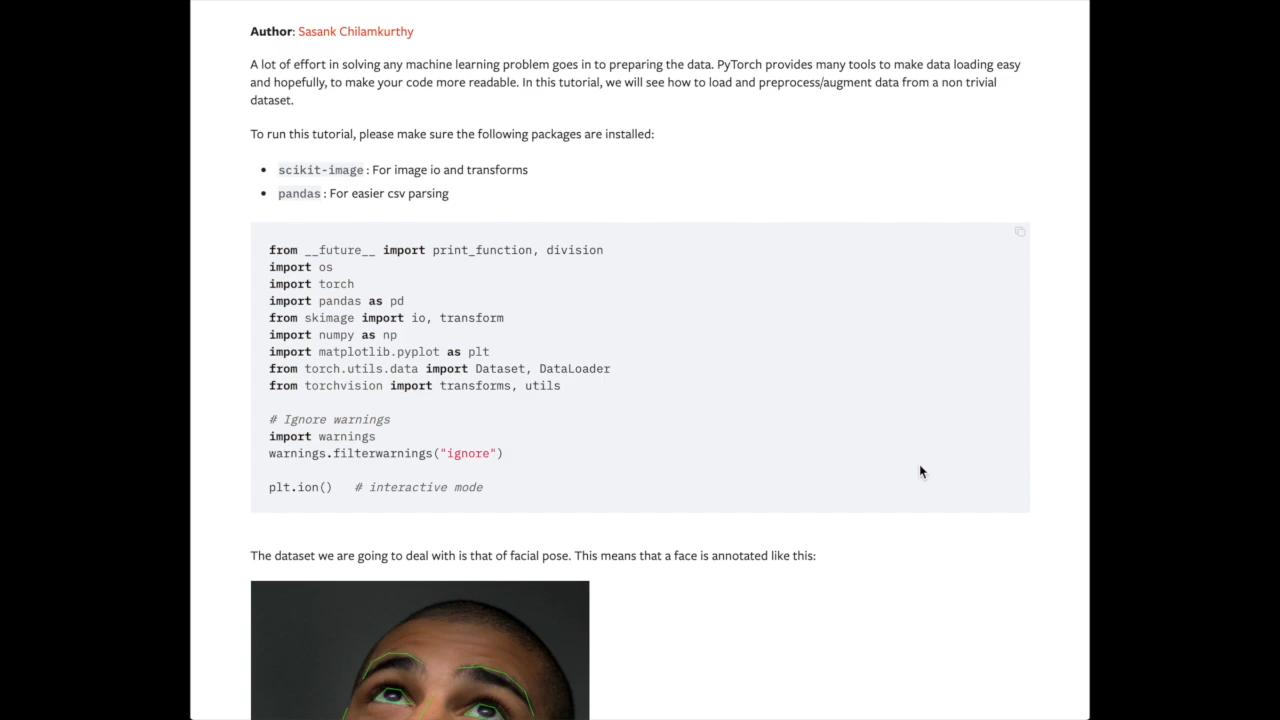 Author: Sasank Chilamkurthy
A lot of effort in solving any machine learning problem goes in to preparing the data. PyTorch provides many tools to make data loading easy
and hopefully, to make your code more readable. In this tutorial, we will see how to load and preprocess/augment data from a non trivial
dataset.
To run this tutorial, please make sure the following packages are installed:
• scikit-image : For image io and transforms
• pandas : For easier csv parsing
from __future__ import print_function, division
import os
import torch
import pandas as pd
from skimage import io, transform
import numpy as np
import matplotlib.pyplot as plt
from torch.utils.data import Dataset, DataLoader
from torchvision import transforms, utils
# Ignore warnings
import warnings
warnings.filterwarnings("ignore")
plt.ion()   # interactive mode
The dataset we are going to deal with is that of facial pose. This means that a face is annotated like this: